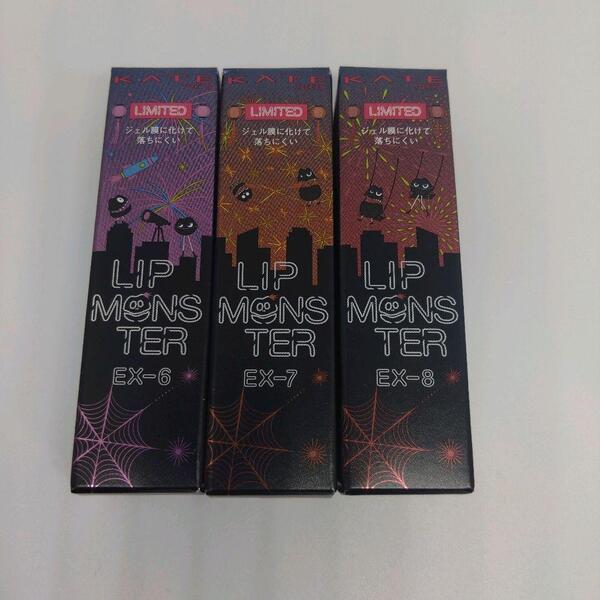 KATE
LIMITED
ジェル膜に化けて
落ちにくい
LIP
MONS
TER
EX-6
KATE
LIMITED
ジェル膜に化けて
落ちにくい
LIP
MONS
TER
EX-7
KATE
LIMITED
ジェル膜に化けて
落ちにくい
LIP
MONS
TER
EX-8